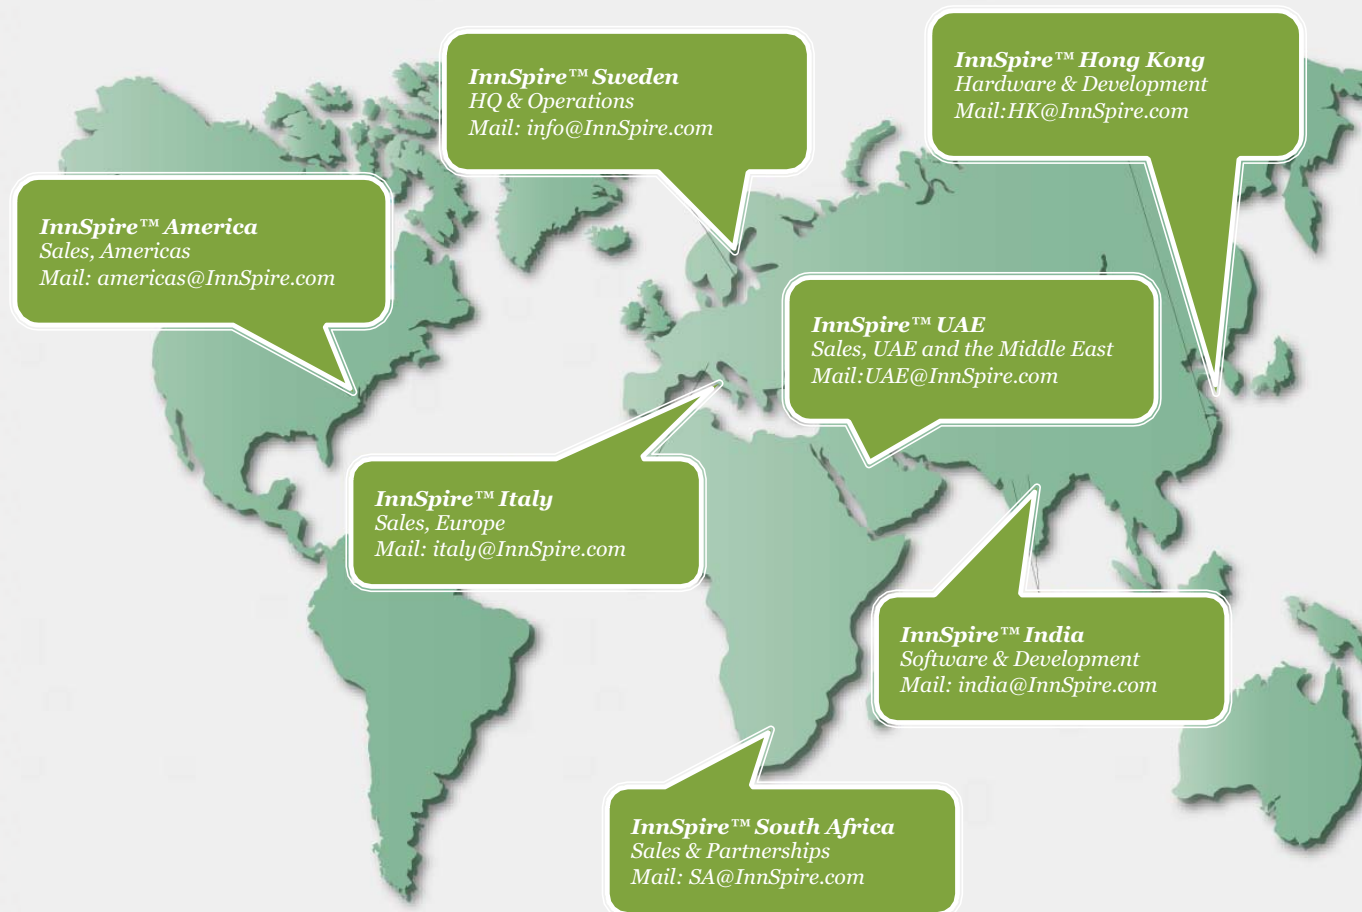 InnSpire™ Sweden
HQ & Operations
Mail: info@InnSpire.com
InnSpire™ Hong Kong
Hardware & Development
Mail:HK@InnSpire.com
InnSpire™ America
Sales, Americas
Mail: americas@InnSpire.com
InnSpire™ UAE
Sales, UAE and the Middle East
Mail:UAE@InnSpire.com
InnSpire™ Italy
Sales, Europe
Mail: italy@InnSpire.com
InnSpire™ India
Software & Development
Mail: india@InnSpire.com
InnSpire™ South Africa
Sales & Partnerships
Mail: SA@InnSpire.com